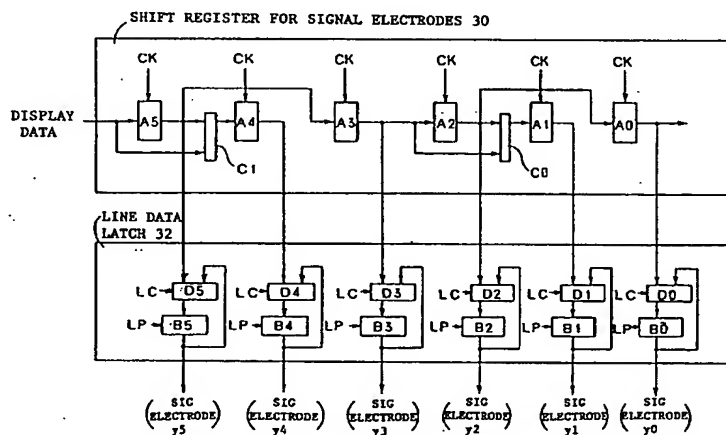 SHIFT REGISTER FOR SIGNAL ELECTRODES 30
CK CK CK CK CK CK
DISPLAY DATA
A5 A4 A3 A2 A1 A0
C1 C0
LINE DATA
LATCH 32
LC D5 LC D4 LC D3 LC D2 LC D1 LC D0
LP B5 LP B4 LP B3 LP B2 LP B1 LP B0
SIG SIG SIG SIG SIG SIG
(ELECTRODE) (ELECTRODE) (ELECTRODE) (ELECTRODE) (ELECTRODE) (ELECTRODE)
y5 y4 y3 y2 y1 y0